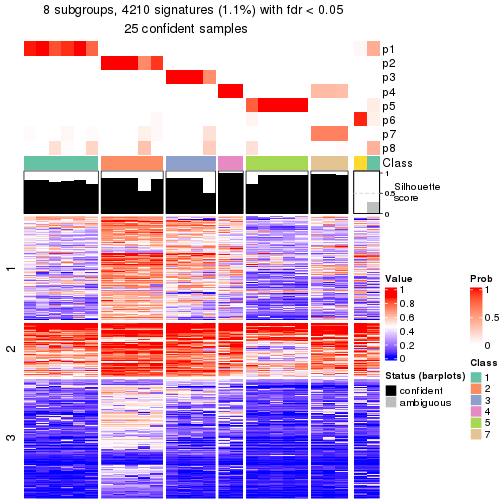 8 subgroups, 4210 signatures (1.1%) with fdr < 0.05
25 confident samples
p1
p2
p3
p4
p5
p6
p7
p8
Class
1
0.5
0
Silhouette
score
1
2
3
Value
1
0.8
0.6
0.4
0.2
0
Prob
1
0.5
0
Status (barplots)
confident
ambiguous
Class
1
2
3
4
5
7